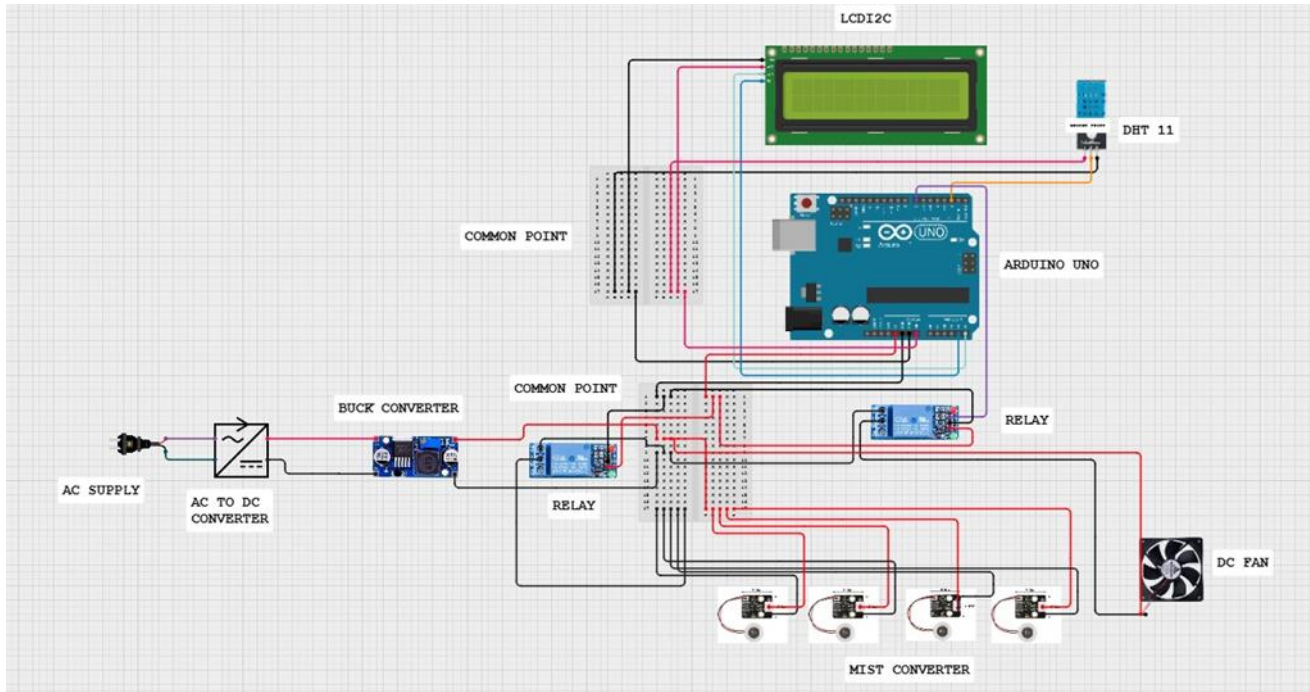 LCDI2C
DHT 11
COMMON POINT
UNO
ARDUINO UNO
COMMON POINT
BUCK CONVERTER
RELAY
AC SUPPLY
AC TO DC
CONVERTER
RELAY
DC FAN
MIST CONVERTER